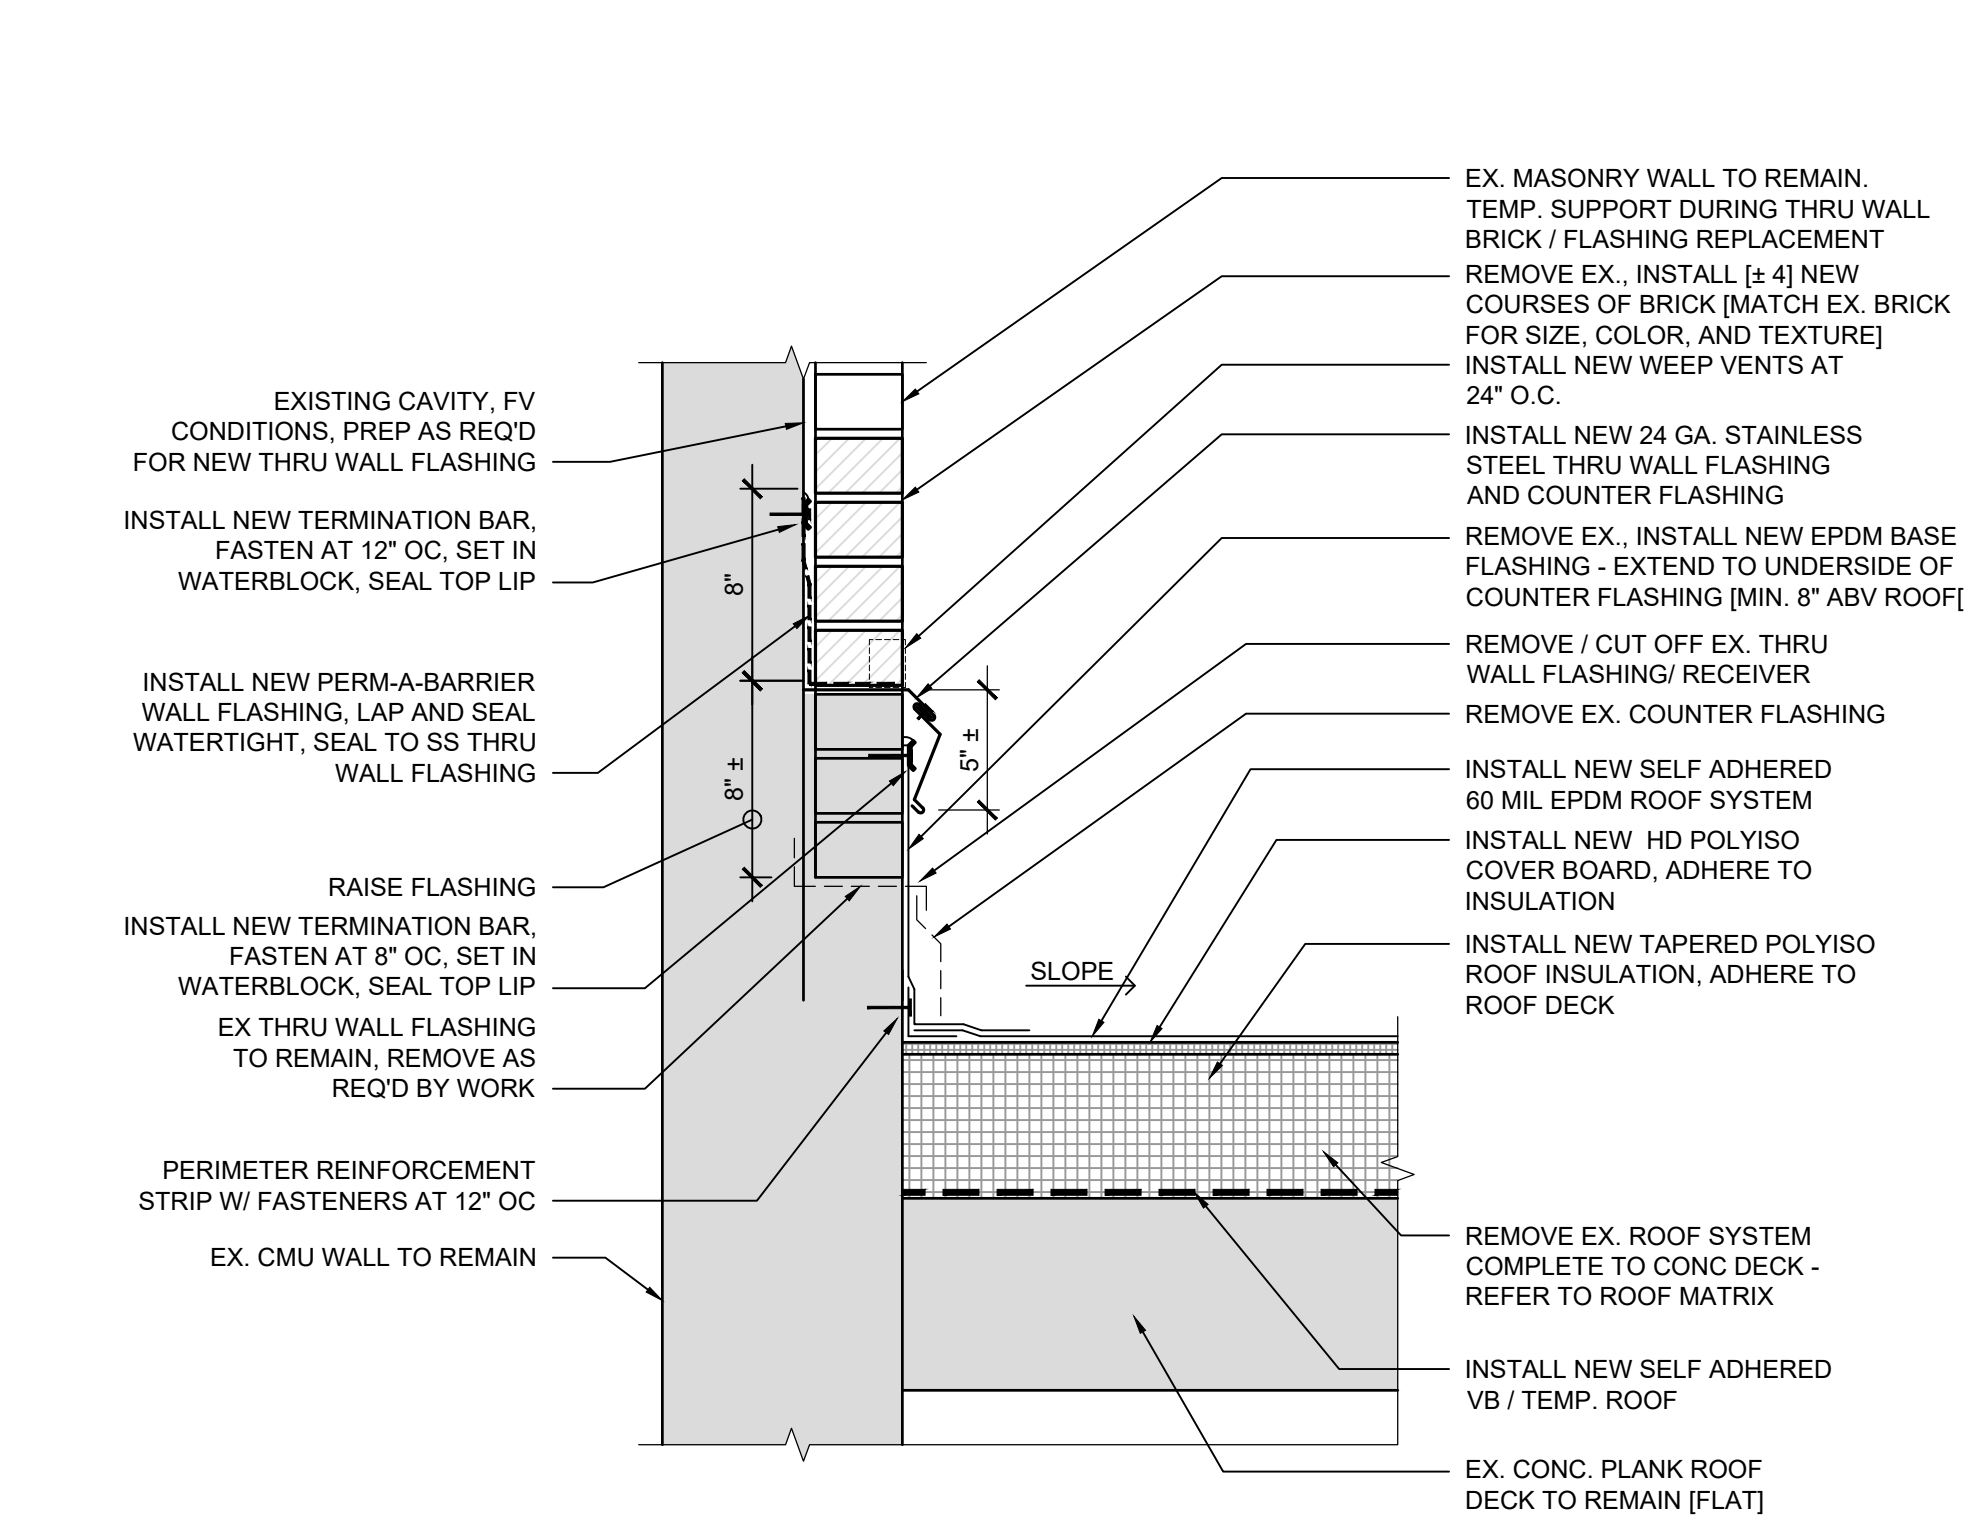 EXISTING CAVITY, FV
CONDITIONS, PREP AS REQ'D
FOR NEW THRU WALL FLASHING
INSTALL NEW TERMINATION BAR,
FASTEN AT 12" OC, SET IN
WATERBLOCK, SEAL TOP LIP
INSTALL NEW PERM-A-BARRIER
WALL FLASHING, LAP AND SEAL
WATERTIGHT, SEAL TO SS THRU
WALL FLASHING
RAISE FLASHING
INSTALL NEW TERMINATION BAR,
FASTEN AT 8" OC, SET IN
WATERBLOCK, SEAL TOP LIP
EX THRU WALL FLASHING
TO REMAIN, REMOVE AS
REQ'D BY WORK
PERIMETER REINFORCEMENT
STRIP W/ FASTENERS AT 12" OC
EX. CMU WALL TO REMAIN
8"
8" ±
5" ±
SLOPE
EX. MASONRY WALL TO REMAIN.
TEMP. SUPPORT DURING THRU WALL
BRICK / FLASHING REPLACEMENT
REMOVE EX., INSTALL [± 4] NEW
COURSES OF BRICK [MATCH EX. BRICK
FOR SIZE, COLOR, AND TEXTURE]
INSTALL NEW WEEP VENTS AT
24" O.C.
INSTALL NEW 24 GA. STAINLESS
STEEL THRU WALL FLASHING
AND COUNTER FLASHING
REMOVE EX., INSTALL NEW EPDM BASE
FLASHING - EXTEND TO UNDERSIDE OF
COUNTER FLASHING [MIN. 8" ABV ROOF[
REMOVE / CUT OFF EX. THRU
WALL FLASHING/ RECEIVER
REMOVE EX. COUNTER FLASHING
INSTALL NEW SELF ADHERED
60 MIL EPDM ROOF SYSTEM
INSTALL NEW  HD POLYISO
COVER BOARD, ADHERE TO
INSULATION
INSTALL NEW TAPERED POLYISO
ROOF INSULATION, ADHERE TO
ROOF DECK
REMOVE EX. ROOF SYSTEM
COMPLETE TO CONC DECK -
REFER TO ROOF MATRIX
INSTALL NEW SELF ADHERED
VB / TEMP. ROOF
EX. CONC. PLANK ROOF
DECK TO REMAIN [FLAT]